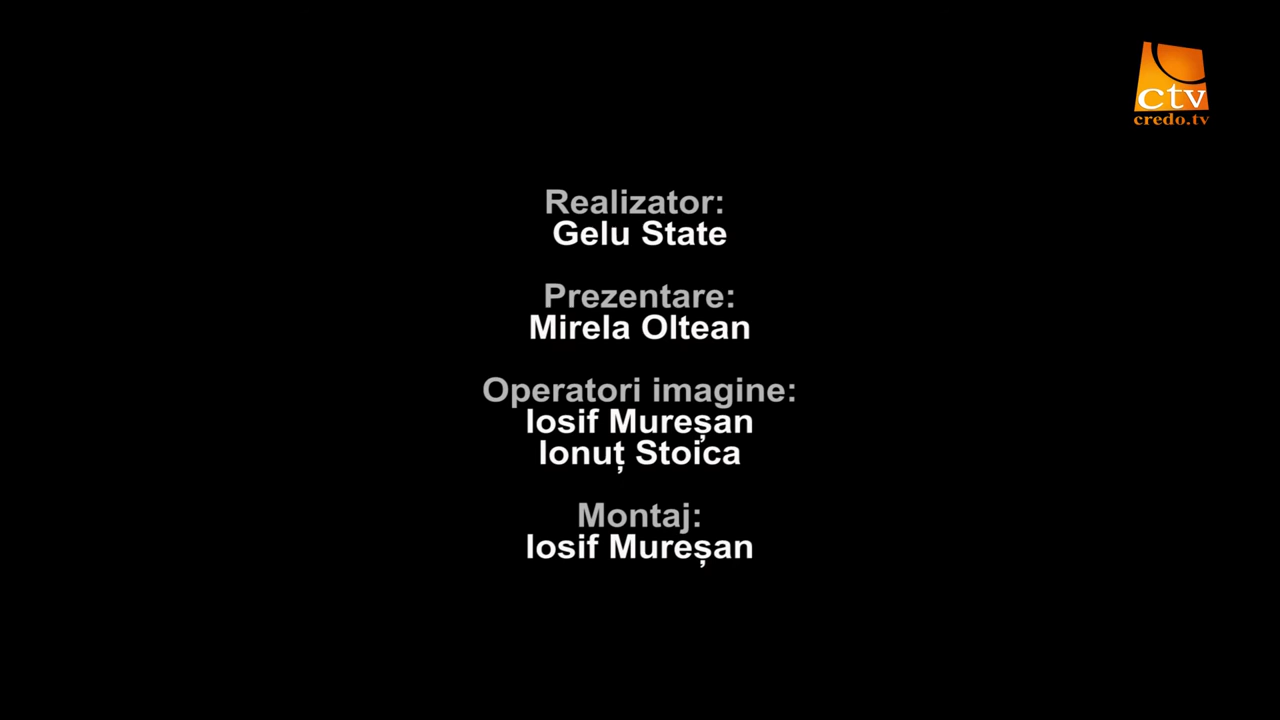 ctv
credo.tv
Realizator:
Gelu State
Prezentare:
Mirela Oltean
Operatori imagine:
Iosif Mureșan
Ionuț Stoica
Montaj:
Iosif Mureșan